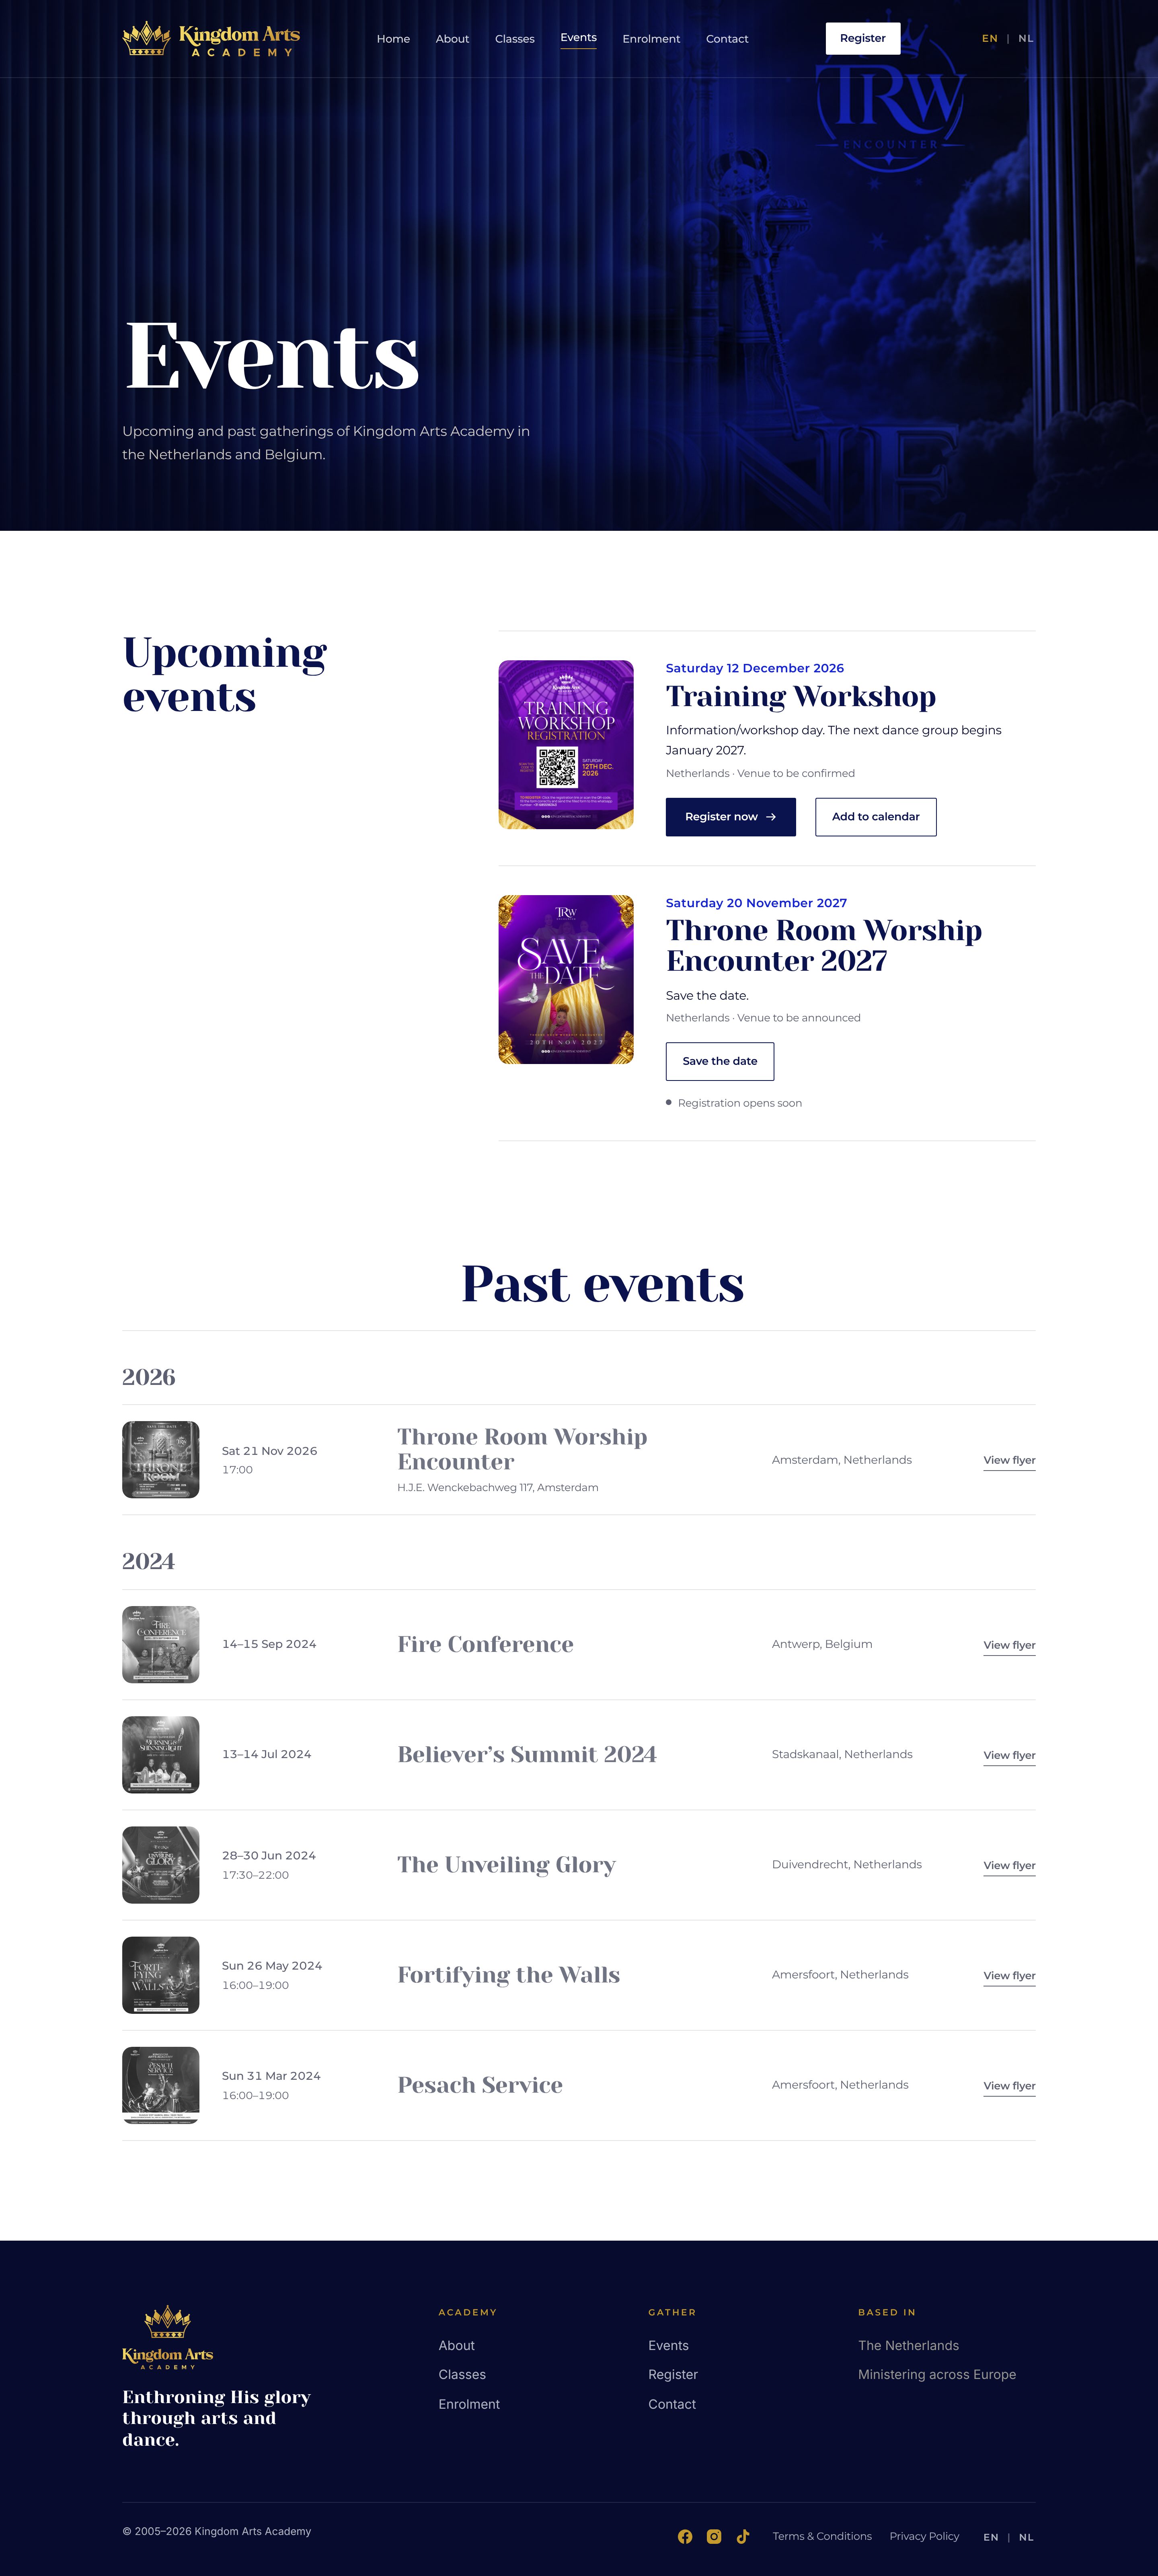 Kingdom Arts
ACADEMY
Home
About
Classes
Events
Enrolment
Contact
Register
EN | NL
TRW
ENCOUNTER
Events
Upcoming and past gatherings of Kingdom Arts Academy in
the Netherlands and Belgium.
Upcoming
events
TRAINING
WORKSHOP
REGISTRATION
SATURDAY
12TH DEC.
2026
Saturday 12 December 2026
Training Workshop
Information/workshop day. The next dance group begins
January 2027.
Netherlands · Venue to be confirmed
Register now →
Add to calendar
TRW
SAVE
THE
DATE
20TH NOV 2027
Saturday 20 November 2027
Throne Room Worship
Encounter 2027
Save the date.
Netherlands · Venue to be announced
Save the date
Registration opens soon
Past events
2026
THRONE
ROOM
Sat 21 Nov 2026
17:00
Throne Room Worship
Encounter
H.J.E. Wenckebachweg 117, Amsterdam
Amsterdam, Netherlands
View flyer
2024
FIRE
CONFERENCE
14–15 Sep 2024
Fire Conference
Antwerp, Belgium
View flyer
13–14 Jul 2024
Believer’s Summit 2024
Stadskanaal, Netherlands
View flyer
GLORY
28–30 Jun 2024
17:30–22:00
The Unveiling Glory
Duivendrecht, Netherlands
View flyer
FORTI-
FYING
WALLS
Sun 26 May 2024
16:00–19:00
Fortifying the Walls
Amersfoort, Netherlands
View flyer
PESACH
SERVICE
Sun 31 Mar 2024
16:00–19:00
Pesach Service
Amersfoort, Netherlands
View flyer
Kingdom Arts
ACADEMY
Enthroning His glory
through arts and
dance.
ACADEMY
About
Classes
Enrolment
GATHER
Events
Register
Contact
BASED IN
The Netherlands
Ministering across Europe
© 2005–2026 Kingdom Arts Academy
Terms & Conditions
Privacy Policy
EN | NL